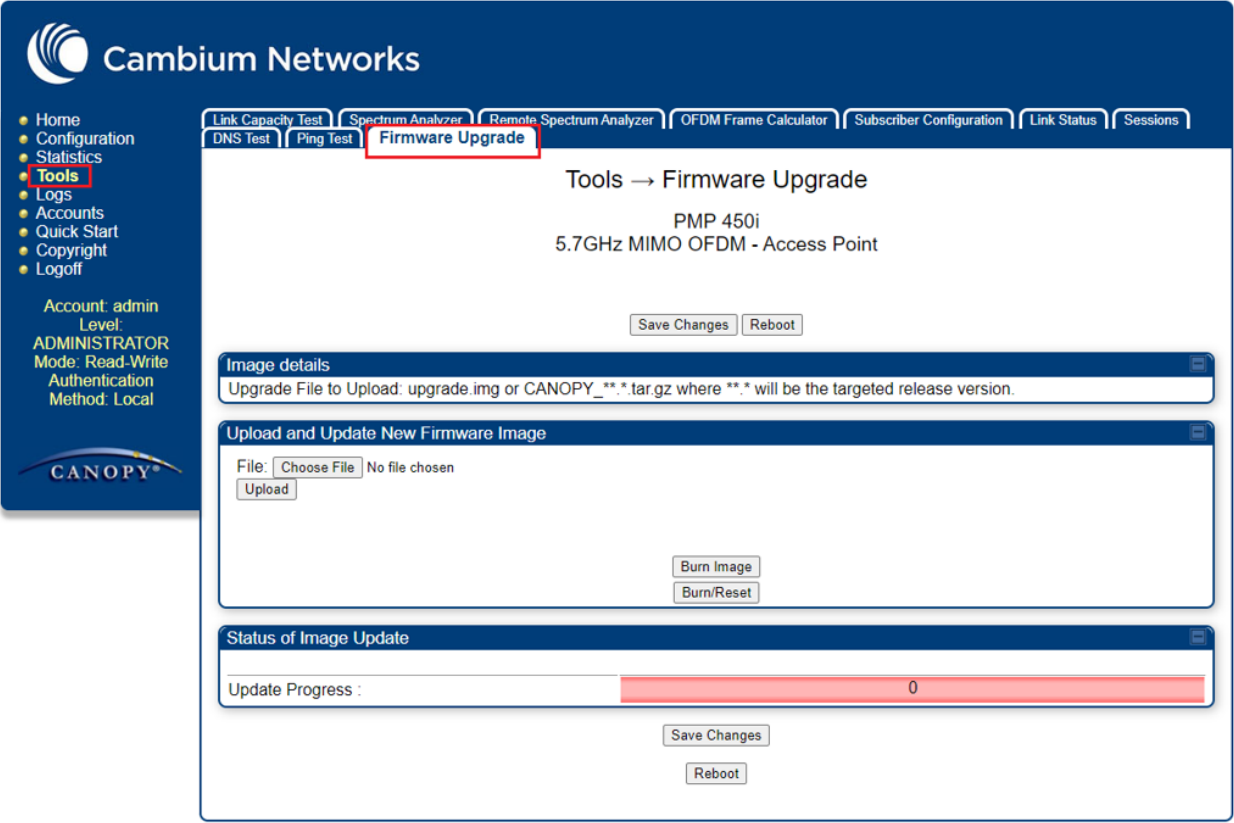 Cambium Networks
Home
Configuration
Statistics
Tools
Logs
Accounts
Quick Start
Copyright
Logoff
Account: admin
Level:
ADMINISTRATOR
Mode: Read-Write
Authentication
Method: Local
CANOPY®
Link Capacity Test Spectrum Analyzer Remote Spectrum Analyzer OFDM Frame Calculator Subscriber Configuration Link Status Sessions
DNS Test Ping Test Firmware Upgrade
Tools → Firmware Upgrade
PMP 450i
5.7GHz MIMO OFDM - Access Point
Save Changes Reboot
Image details
Upgrade File to Upload: upgrade.img or CANOPY_**.*.tar.gz where **.* will be the targeted release version.
Upload and Update New Firmware Image
File: Choose File No file chosen
Upload
Burn Image
Burn/Reset
Status of Image Update
Update Progress : 0
Save Changes
Reboot